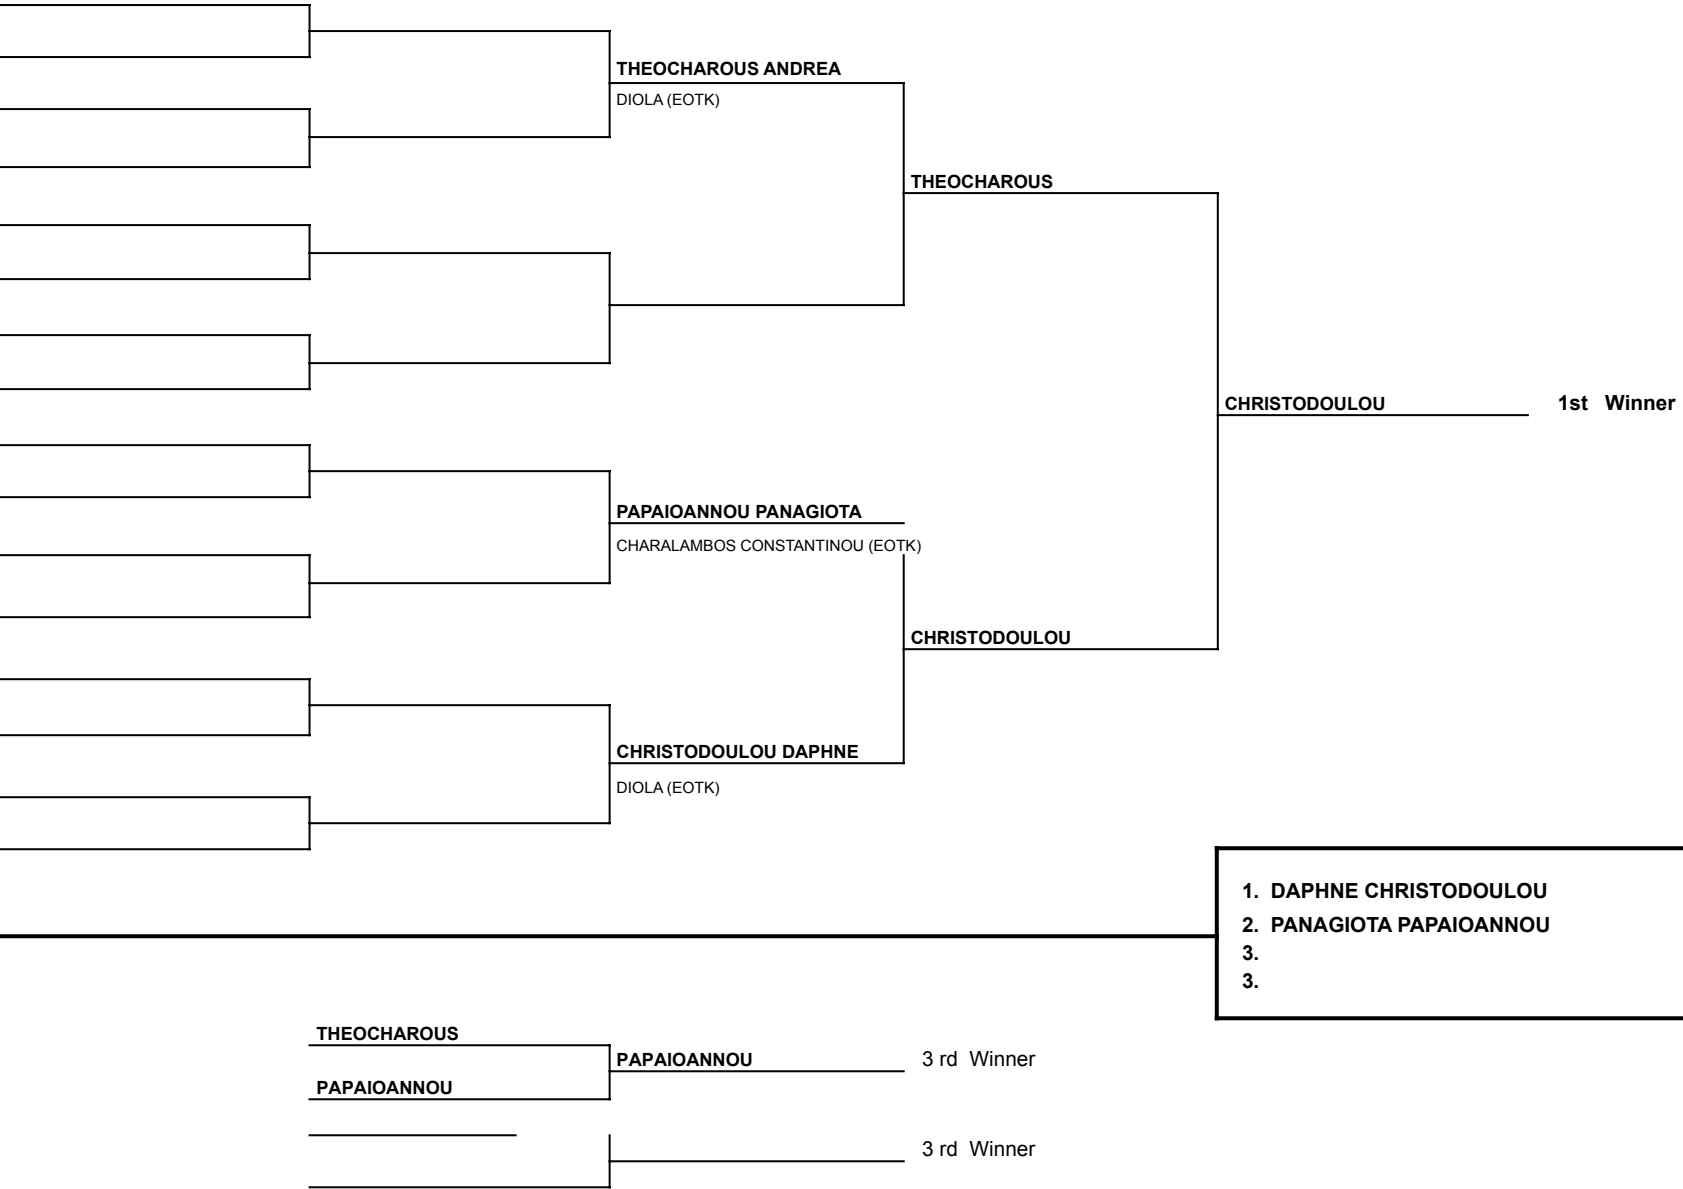 THEOCHAROUS ANDREA
DIOLA (EOTK)
THEOCHAROUS
CHRISTODOULOU 1st Winner
PAPAIOANNOU PANAGIOTA
CHARALAMBOS CONSTANTINOU (EOTK)
CHRISTODOULOU
CHRISTODOULOU DAPHNE
DIOLA (EOTK)
1. DAPHNE CHRISTODOULOU
2. PANAGIOTA PAPAIOANNOU
3.
3.
THEOCHAROUS
PAPAIOANNOU 3 rd Winner
PAPAIOANNOU
3 rd Winner